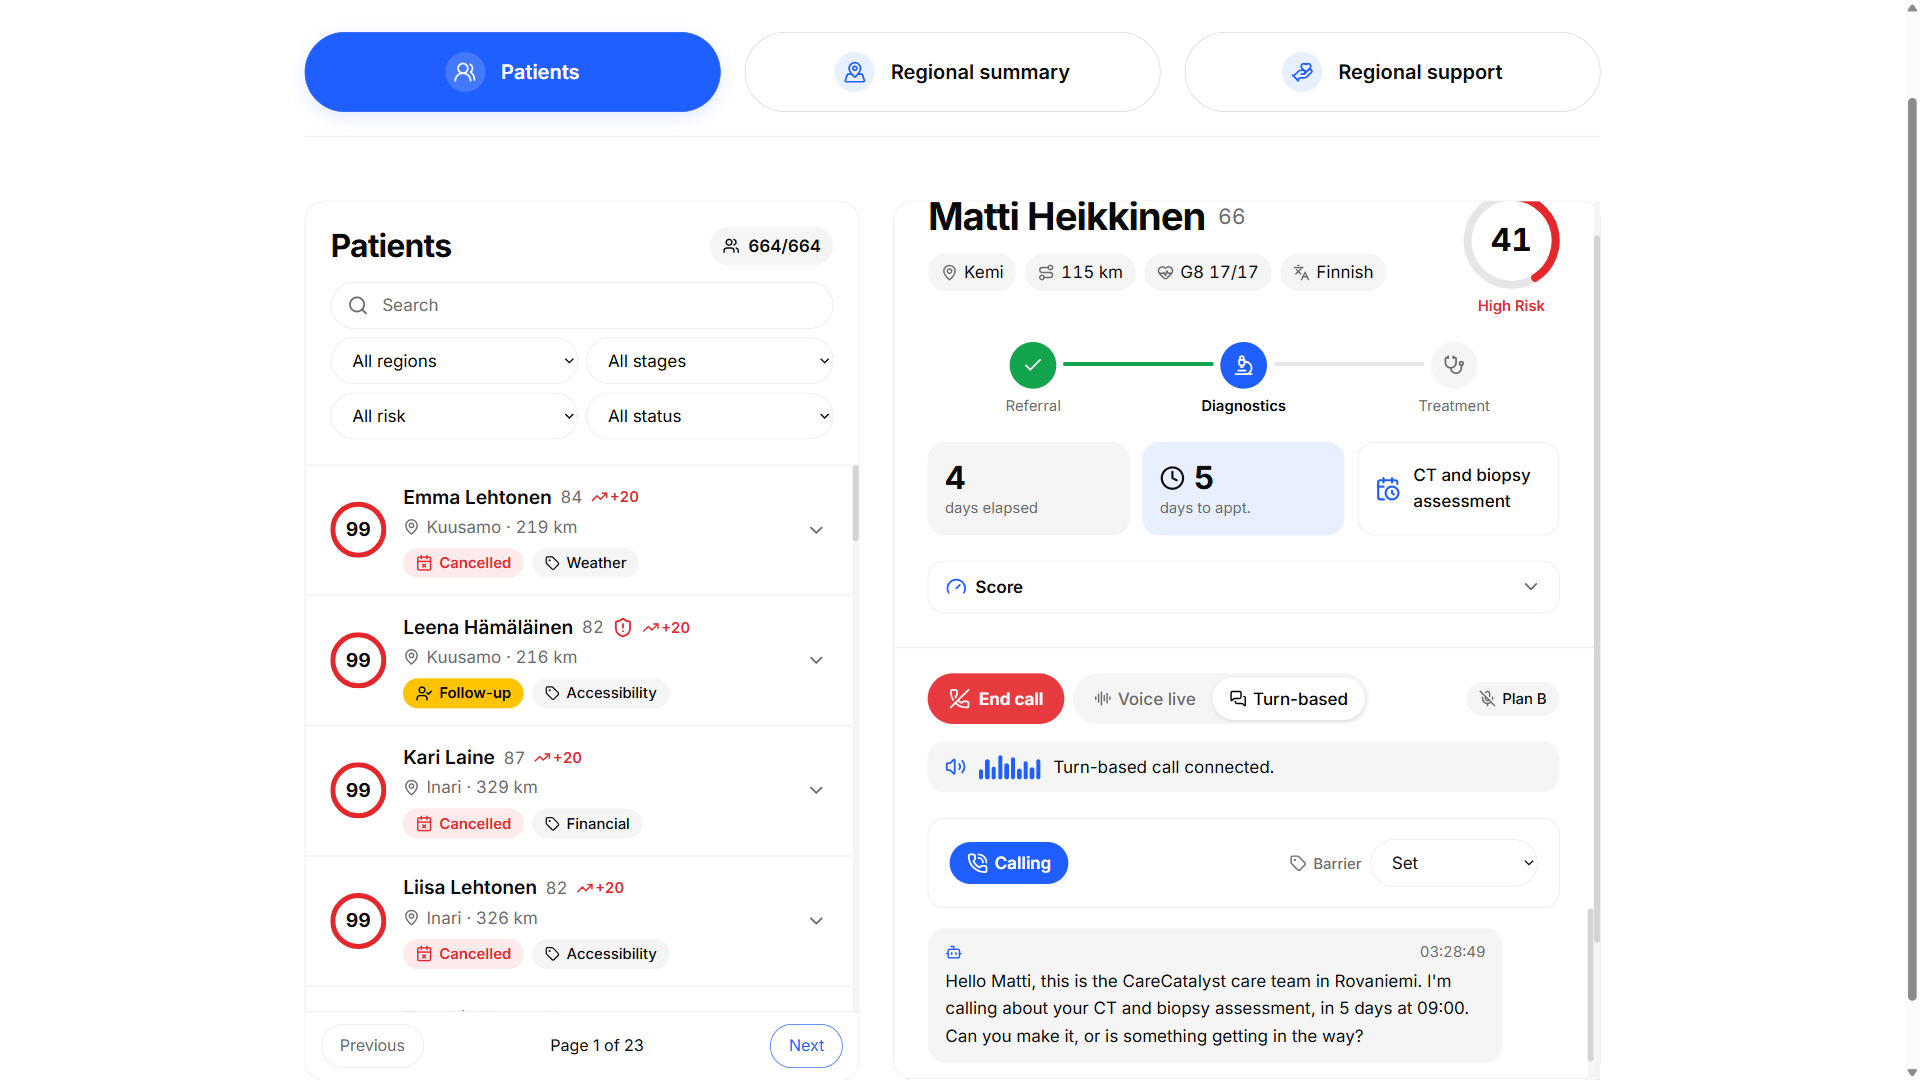 Patients
Regional summary
Regional support
Patients
664/664
Search
All regions
All stages
All risk
All status
99
Emma Lehtonen 84 +20
Kuusamo · 219 km
Cancelled
Weather
99
Leena Hämäläinen 82 +20
Kuusamo · 216 km
Follow-up
Accessibility
99
Kari Laine 87 +20
Inari · 329 km
Cancelled
Financial
99
Liisa Lehtonen 82 +20
Inari · 326 km
Cancelled
Accessibility
Previous
Page 1 of 23
Next
Matti Heikkinen 66
Kemi
115 km
G8 17/17
Finnish
41
High Risk
Referral
Diagnostics
Treatment
4
days elapsed
5
days to appt.
CT and biopsy
assessment
Score
End call
Voice live
Turn-based
Plan B
Turn-based call connected.
Calling
Barrier
Set
03:28:49
Hello Matti, this is the CareCatalyst care team in Rovaniemi. I'm
calling about your CT and biopsy assessment, in 5 days at 09:00.
Can you make it, or is something getting in the way?